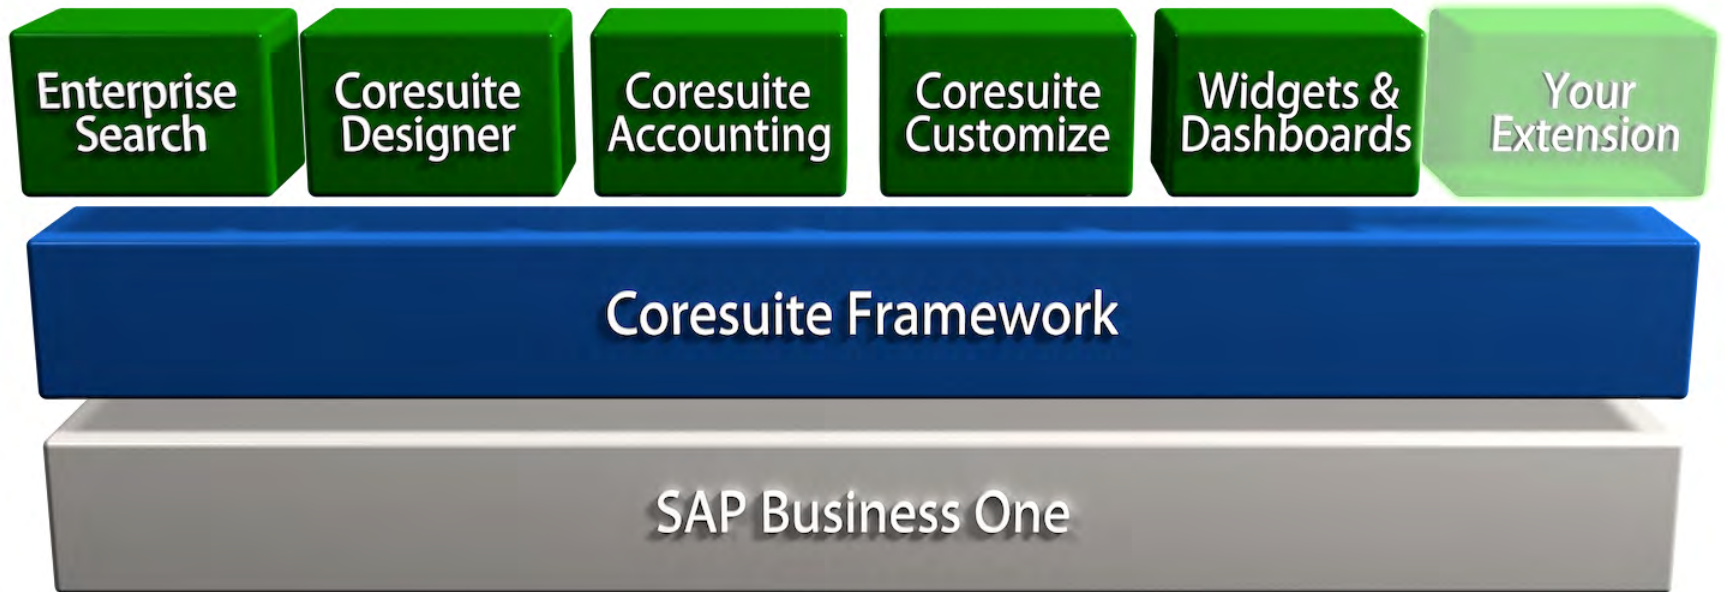 Enterprise
Search
Coresuite
Designer
Coresuite
Accounting
Coresuite
Customize
Widgets &
Dashboards
Your
Extension
Coresuite Framework
SAP Business One